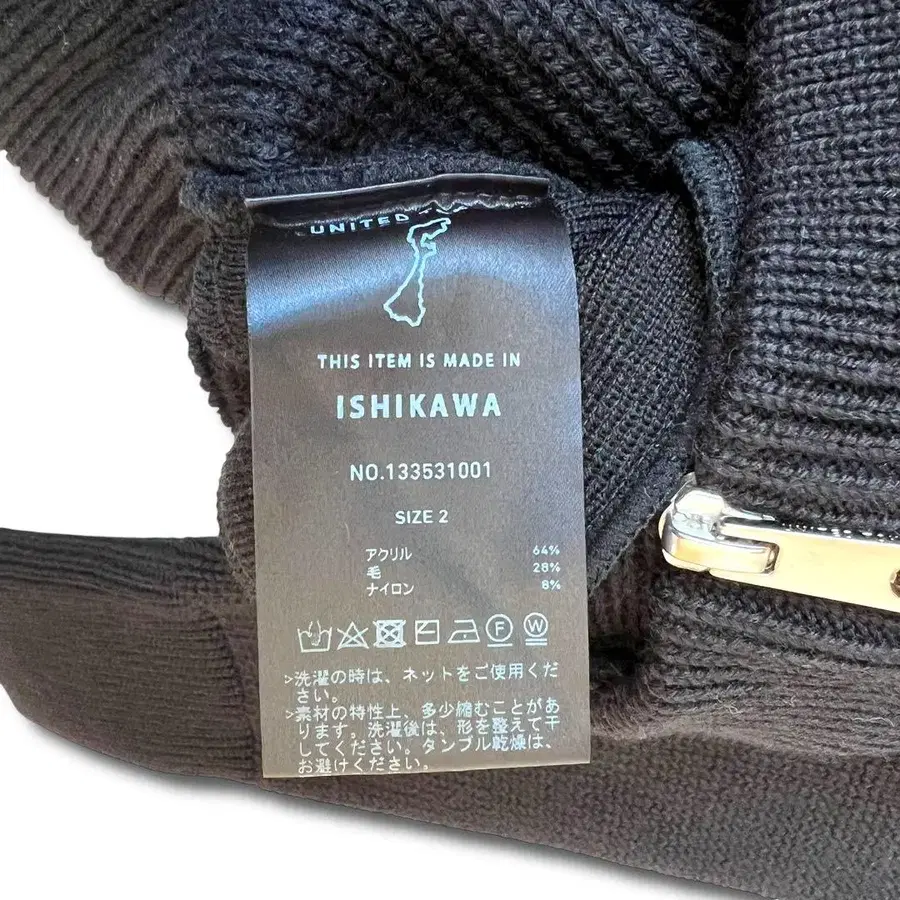 UNITED
THIS ITEM IS MADE IN
ISHIKAWA
NO.133531001
SIZE 2
アクリル 64%
毛 28%
ナイロン 8%
F W
>洗濯の時は、ネットをご使用くだ
さい。
>素材の特性上、多少縮むことがあ
ります。洗濯後は、形を整えて干
してください。タンブル乾燥は、
お避けください。